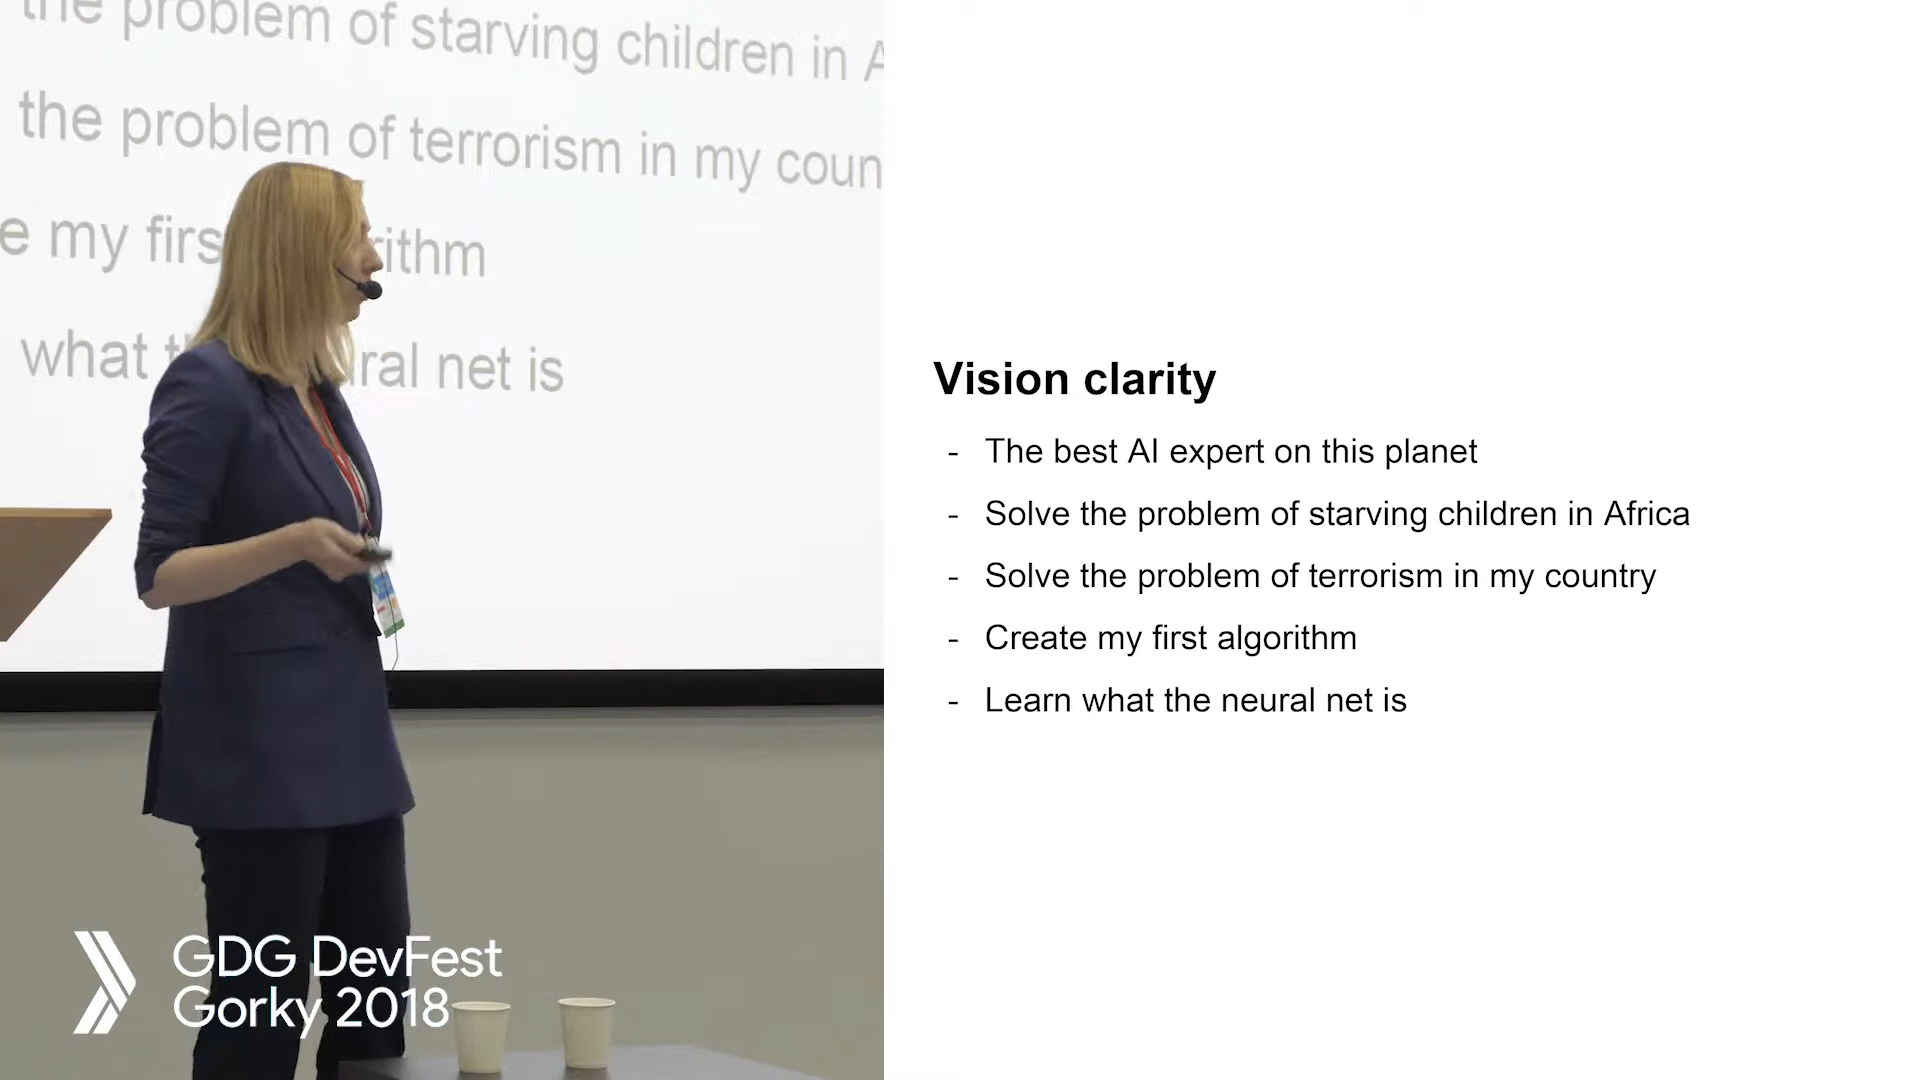 the problem of starving children in A
the problem of terrorism in my coun
e my firs rithm
what t ral net is
GDG DevFest
Gorky 2018
Vision clarity
- The best AI expert on this planet
- Solve the problem of starving children in Africa
- Solve the problem of terrorism in my country
- Create my first algorithm
- Learn what the neural net is